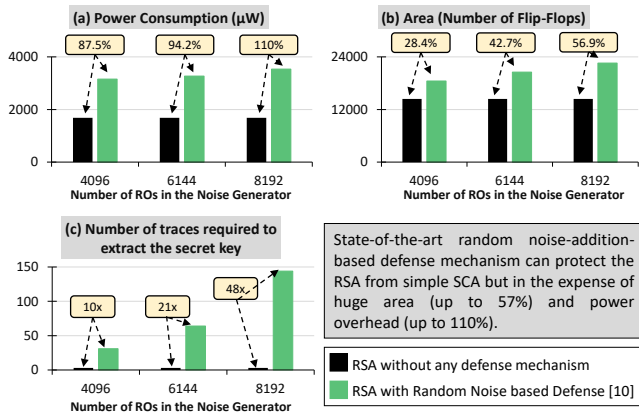 (a) Power Consumption (µW)
87.5%
94.2%
110%
4000
2000
0
4096
6144
8192
Number of ROs in the Noise Generator
(b) Area (Number of Flip-Flops)
28.4%
42.7%
56.9%
24000
12000
0
4096
6144
8192
Number of ROs in the Noise Generator
(c) Number of traces required to
extract the secret key
150
100
50
0
10x
21x
48x
4096
6144
8192
Number of ROs in the Noise Generator
State-of-the-art random noise-addition-
based defense mechanism can protect the
RSA from simple SCA but in the expense of
huge area (up to 57%) and power
overhead (up to 110%).
RSA without any defense mechanism
RSA with Random Noise based Defense [10]